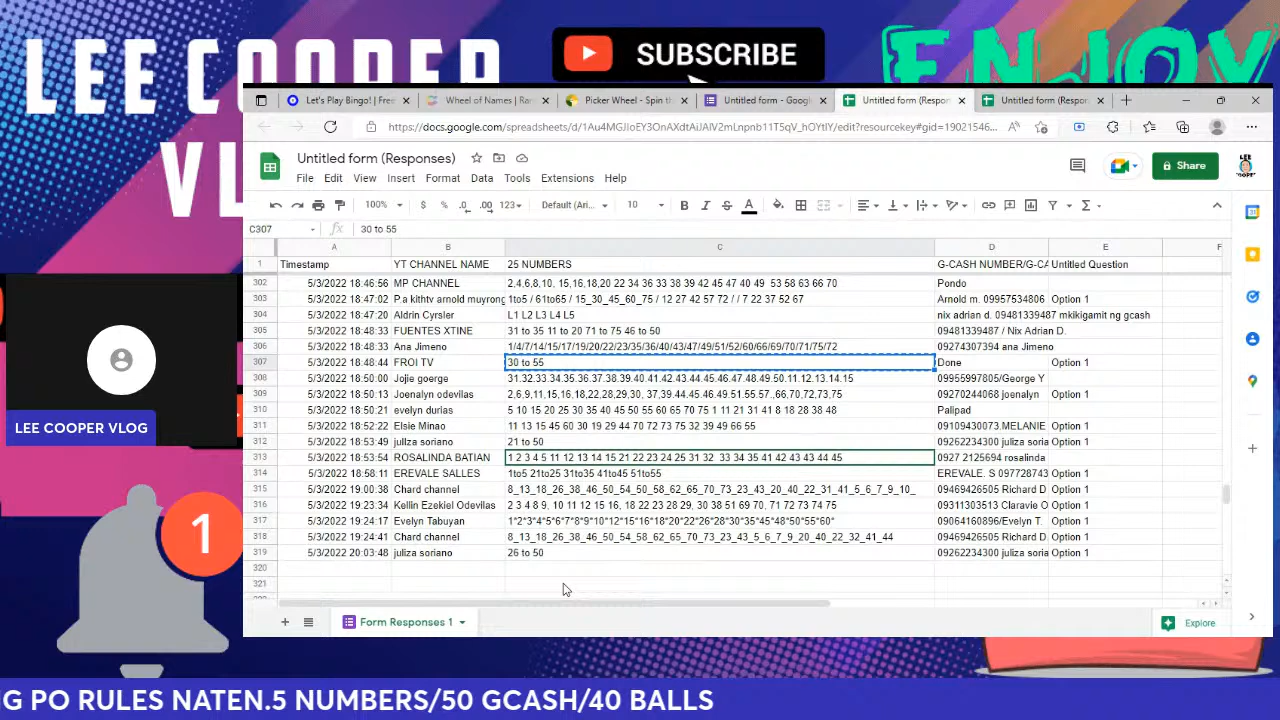 LEE COOPER
VL
SUBSCRIBE
ENJOY
Let's Play Bingo! | Free
Wheel of Names | Ran
Picker Wheel - Spin th
Untitled form - Google
Untitled form (Respon
Untitled form (Respon
https://docs.google.com/spreadsheets/d/1Au4MGJIoEY3OnAXdtAiJAIV2mLnpnb11T5qV_hOYtlY/edit?resourcekey#gid=19021546...
Untitled form (Responses)
File Edit View Insert Format Data Tools Extensions Help
Share
100% $ % .0 .00 123 Default (Ari... 10 B I S A
C307 fx 30 to 55
A B C D E F
1 Timestamp YT CHANNEL NAME 25 NUMBERS G-CASH NUMBER/G-CA Untitled Question
302 5/3/2022 18:46:56 MP CHANNEL 2,4,6,8,10. 15,16,18,20 22 34 36 33 38 39 42 45 47 40 49 53 58 63 66 70 Pondo
303 5/3/2022 18:47:02 P.a kithtv arnold muyrong 1to5 / 61to65 / 15_30_45_60_75 / 12 27 42 57 72 / / 7 22 37 52 67 Arnold m. 09957534806 Option 1
304 5/3/2022 18:47:20 Aldrin Cyrsler L1 L2 L3 L4 L5 nix adrian d. 09481339487 mkikigamit ng gcash
305 5/3/2022 18:48:33 FUENTES XTINE 31 to 35 11 to 20 71 to 75 46 to 50 09481339487 / Nix Adrian D.
306 5/3/2022 18:48:33 Ana Jimeno 1/4/7/14/15/17/19/20/22/23/35/36/40/43/47/49/51/52/60/66/69/70/71/75/72 09274307394 ana Jimeno
307 5/3/2022 18:48:44 FROI TV 30 to 55 Done Option 1
308 5/3/2022 18:50:00 Jojie goerge 31.32.33 34.35.36.37.38.39.40.41.42.43.44.45.46.47.48.49.50.11.12.13.14.15 09955997805/George Y
309 5/3/2022 18:50:09 Joenalyn odevilas 2,6,9,11,15,16,18,22,28,29,30, 37,39 44.45.46.49.51.55.57.,66,70,72,73,75 09270244068 joenalyn Option 1
310 5/3/2022 18:50:21 evelyn durias 5 10 15 20 25 30 35 40 45 50 55 60 65 70 75 1 11 21 31 41 8 18 28 38 48 Palipad
311 5/3/2022 18:52:22 Elsie Minao 11 13 15 45 60 30 19 29 44 70 72 73 75 32 39 49 66 55 09109430073.MELANIE Option 1
312 5/3/2022 18:53:49 juliza soriano 21 to 50 09262234300 juliza soria Option 1
313 5/3/2022 18:53:54 ROSALINDA BATIAN 1 2 3 4 5 11 12 13 14 15 21 22 23 24 25 31 32 33 34 35 41 42 43 43 44 45 0927 2125694 rosalinda
314 5/3/2022 18:58:11 EREVALE SALLES 1to5 21to25 31to35 41to45 51to55 EREVALE. S 097728743 Option 1
315 5/3/2022 19:00:38 Chard channel 8_13_18_26_38_46_50_54_50_58_62_65_70_73_23_43_20_40_22_31_41_5_6_7_9_10_ 09469426505 Richard D Option 1
316 5/3/2022 19:23:34 Kellin Ezekiel Odevilas 2 3 4 8 9, 10 11 12 15 16, 18 22 23 28 29, 30 38 51 69 70, 71 72 73 74 75 09311303513 Claravie O Option 1
317 5/3/2022 19:24:17 Evelyn Tabuyan 1*2*3*4*5*6*7*8*9*10*12*15*16*18*20*22*26*28*30*35*45*48*50*55*60* 09064160896/Evelyn T. Option 1
318 5/3/2022 19:24:41 Chard channel 8_13_18_26_38_46_50_54_50_58_62_65_70_73_23_43_5_6_7_9_20_40_22_32_41_44 09469426505 Richard D Option 1
319 5/3/2022 20:03:48 juliza soriano 26 to 50 09262234300 juliza soria Option 1
320
321
Form Responses 1
Explore
LEE COOPER VLOG
1
G PO RULES NATEN.5 NUMBERS/50 GCASH/40 BALLS